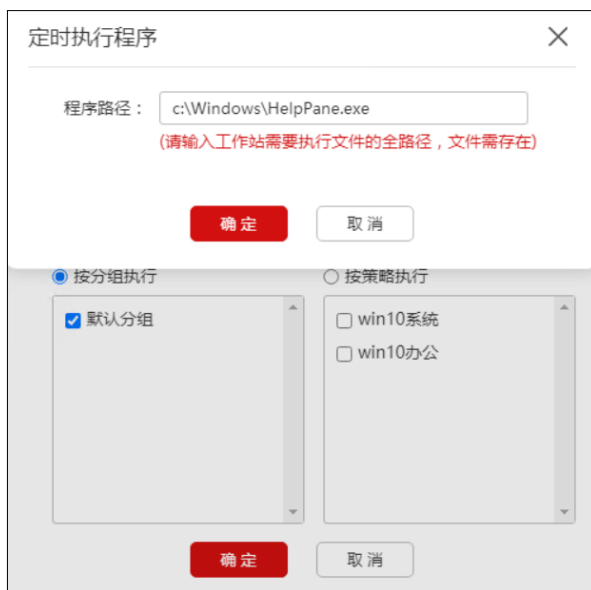 定时执行程序
程序路径： c:\Windows\HelpPane.exe
(请输入工作站需要执行文件的全路径，文件需存在)
确定 取消
按分组执行 按策略执行
默认分组 win10系统
win10办公
确定 取消